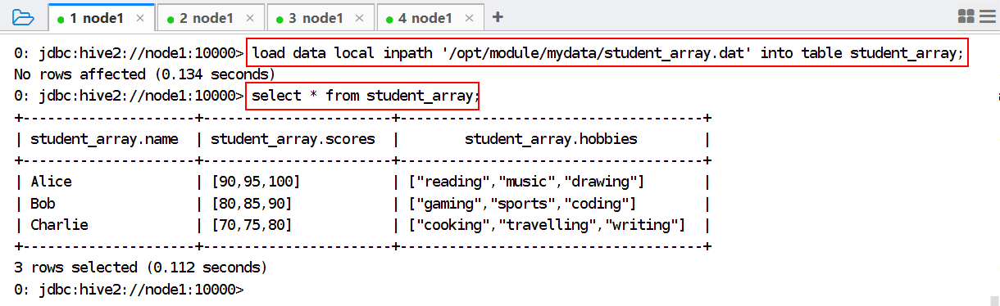 1 node1 × 2 node1 × 3 node1 × 4 node1 × +
0: jdbc:hive2://node1:10000> load data local inpath '/opt/module/mydata/student_array.dat' into table student_array;
No rows affected (0.134 seconds)
0: jdbc:hive2://node1:10000> select * from student_array;
+---------------------+-----------------------+-------------------------------------+
| student_array.name  | student_array.scores  |        student_array.hobbies        |
+---------------------+-----------------------+-------------------------------------+
| Alice               | [90,95,100]           | ["reading","music","drawing"]       |
| Bob                 | [80,85,90]            | ["gaming","sports","coding"]        |
| Charlie             | [70,75,80]            | ["cooking","travelling","writing"]  |
+---------------------+-----------------------+-------------------------------------+
3 rows selected (0.112 seconds)
0: jdbc:hive2://node1:10000>